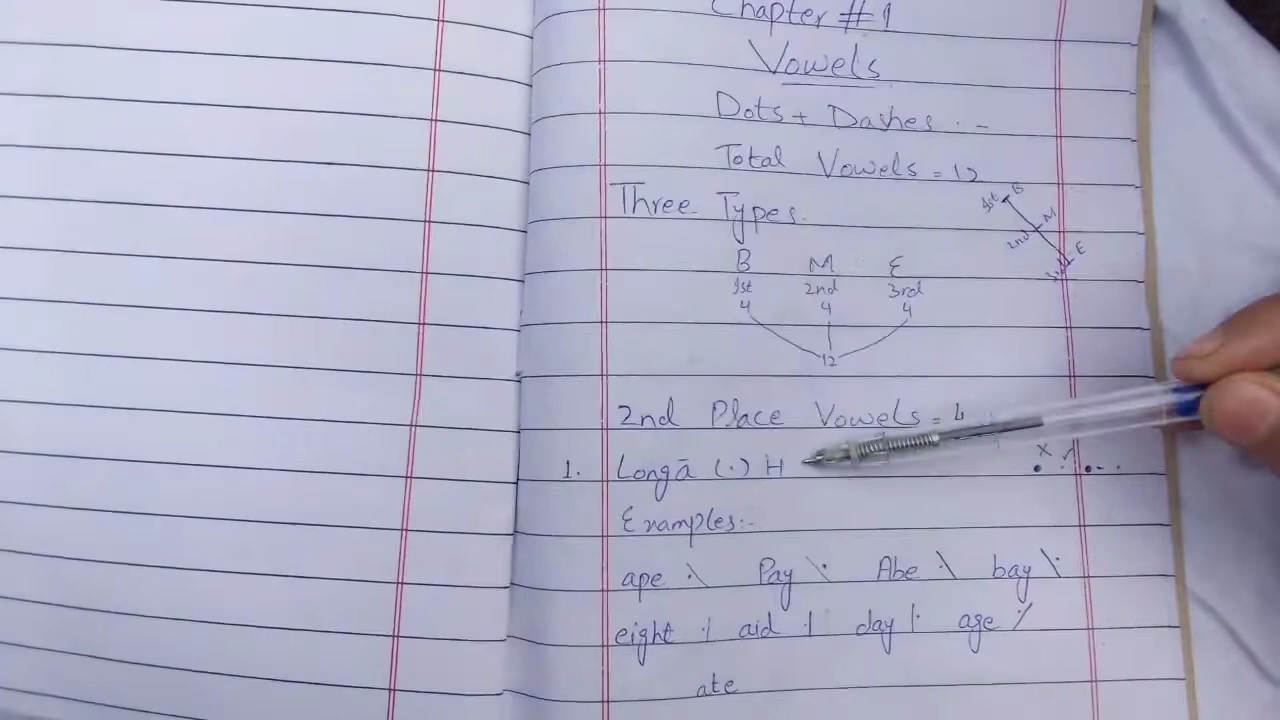 Chapter # 1
Vowels
Dots + Dashes . -
Total Vowels = 12
Three Types.
1st B
2nd M
3rd E
B M E
1st 2nd 3rd
4 4 4
12
2nd Place Vowels = 4
1. Long ā (.) H
Examples:-
ape Pay Abe bay
eight aid day age
ate